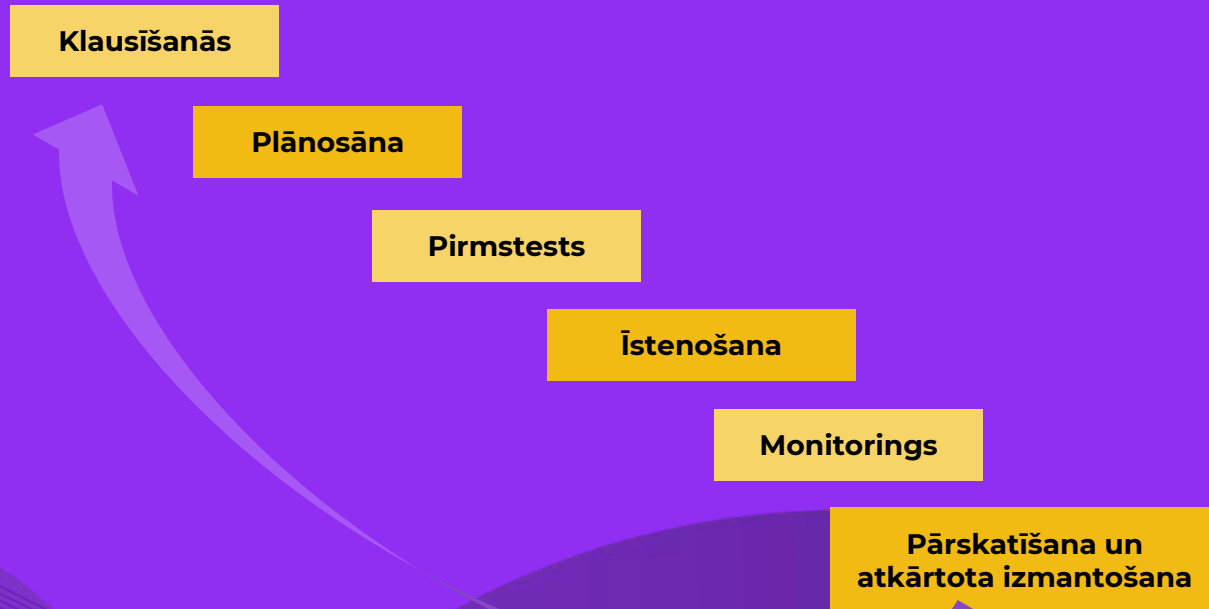 Klausīšanās
Plānosāna
Pirmstests
Īstenošana
Monitorings
Pārskatīšana un
atkārtota izmantošana